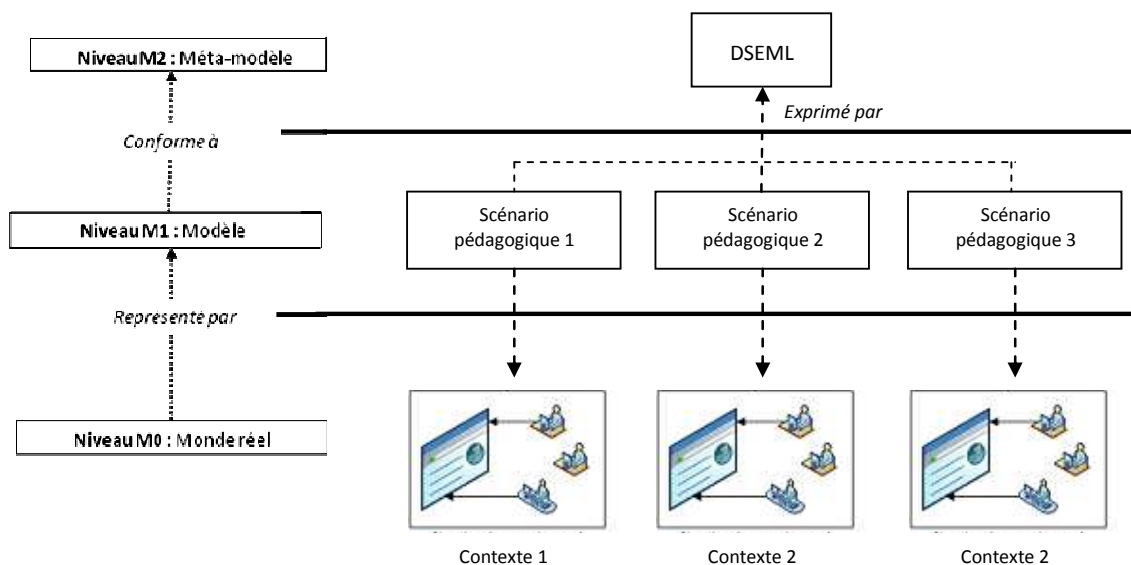 Niveau M2 : Méta-modèle
DSEML
Exprimé par
Conforme à
Niveau M1 : Modèle
Scénario
pédagogique 1
Scénario
pédagogique 2
Scénario
pédagogique 3
Représenté par
Niveau M0 : Monde réel
Contexte 1
Contexte 2
Contexte 2